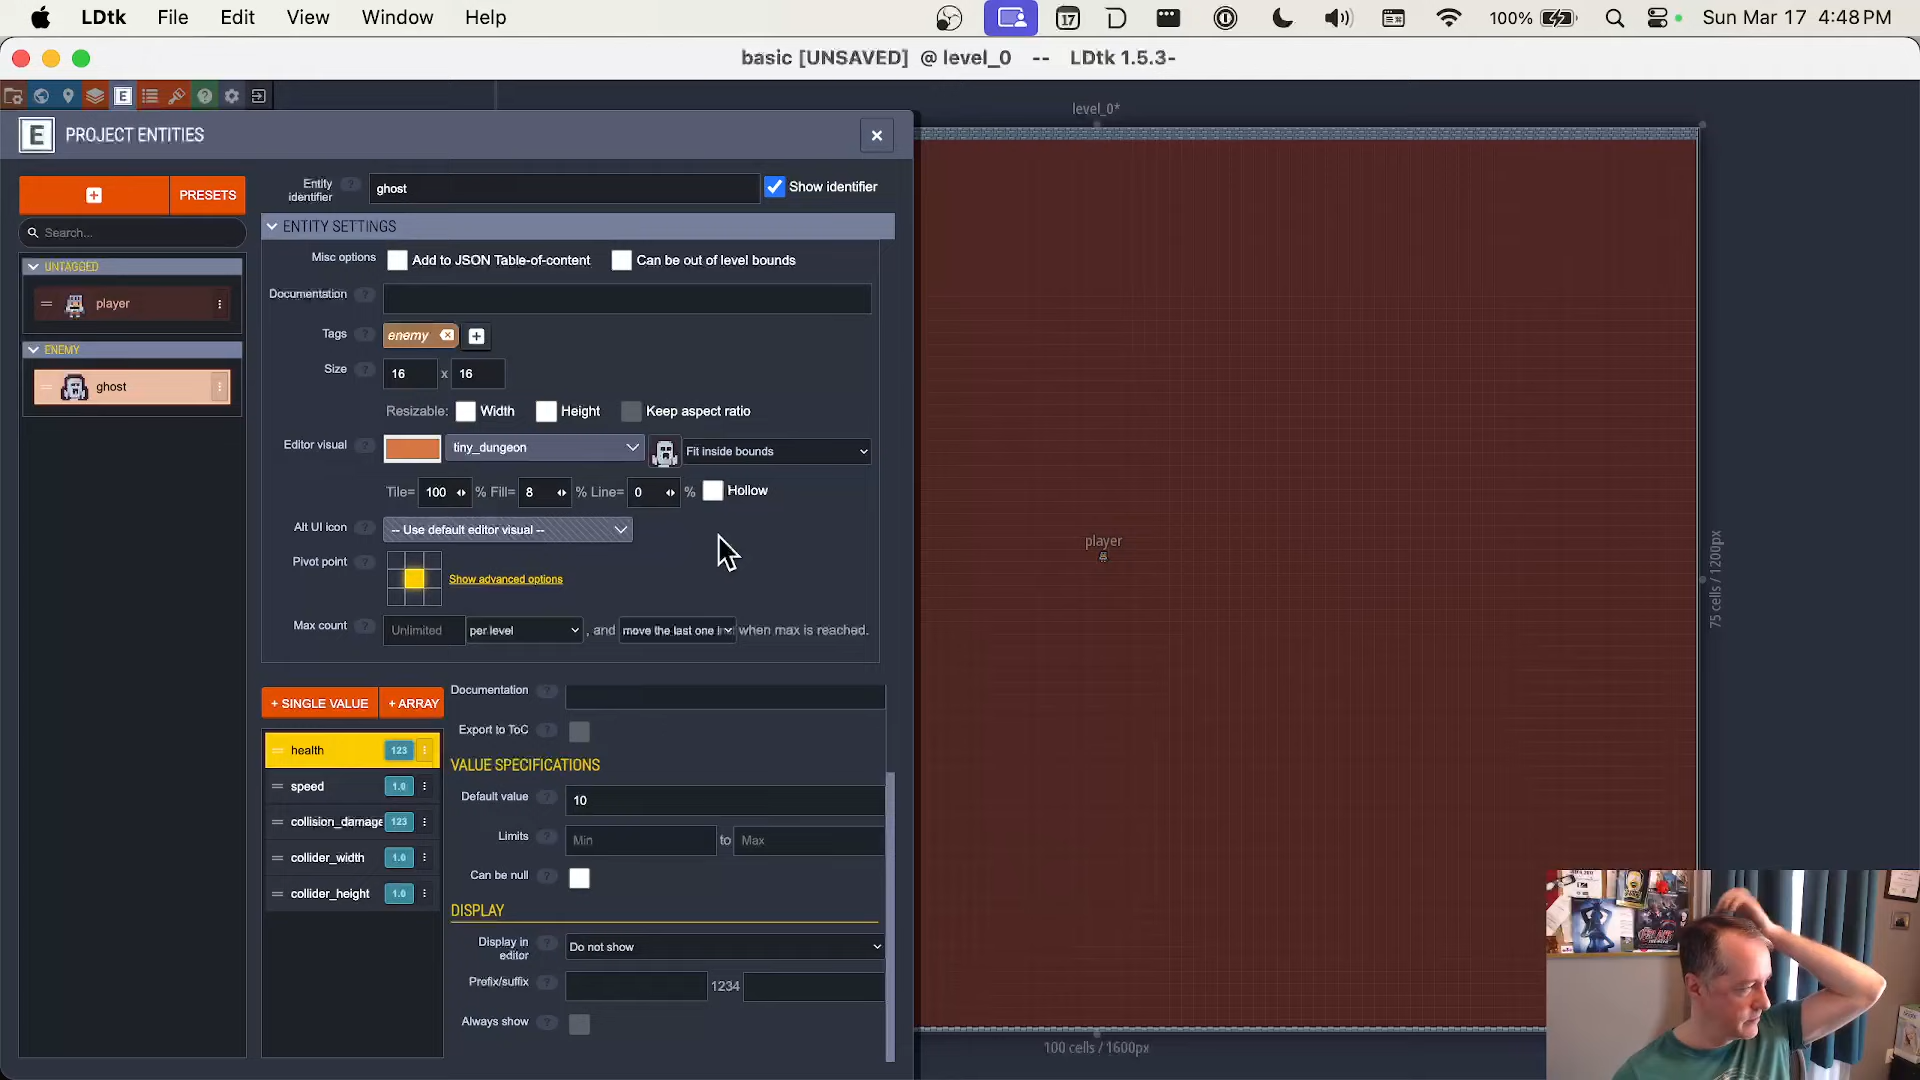 LDtk File Edit View Window Help 17 100% Sun Mar 17 4:48 PM
basic [UNSAVED] @ level_0 -- LDtk 1.5.3-
E
level_0*
E PROJECT ENTITIES
PRESETS
Search...
UNTAGGED
player
ENEMY
ghost
Entity identifier ? ghost Show identifier
ENTITY SETTINGS
Misc options Add to JSON Table-of-content Can be out of level bounds
Documentation ?
Tags ? enemy
Size ? 16 x 16
Resizable: Width Height Keep aspect ratio
Editor visual ? tiny_dungeon Fit inside bounds
Tile= 100 % Fill= 8 % Line= 0 % Hollow
Alt UI icon ? -- Use default editor visual --
Pivot point ? Show advanced options
Max count ? Unlimited per level , and move the last one when max is reached.
+ SINGLE VALUE + ARRAY
health 123
speed 1.0
collision_damage 123
collider_width 1.0
collider_height 1.0
Documentation ?
Export to ToC ?
VALUE SPECIFICATIONS
Default value ? 10
Limits ? Min to Max
Can be null ?
DISPLAY
Display in editor ? Do not show
Prefix/suffix ? 1234
Always show ?
player
75 cells / 1200px
100 cells / 1600px